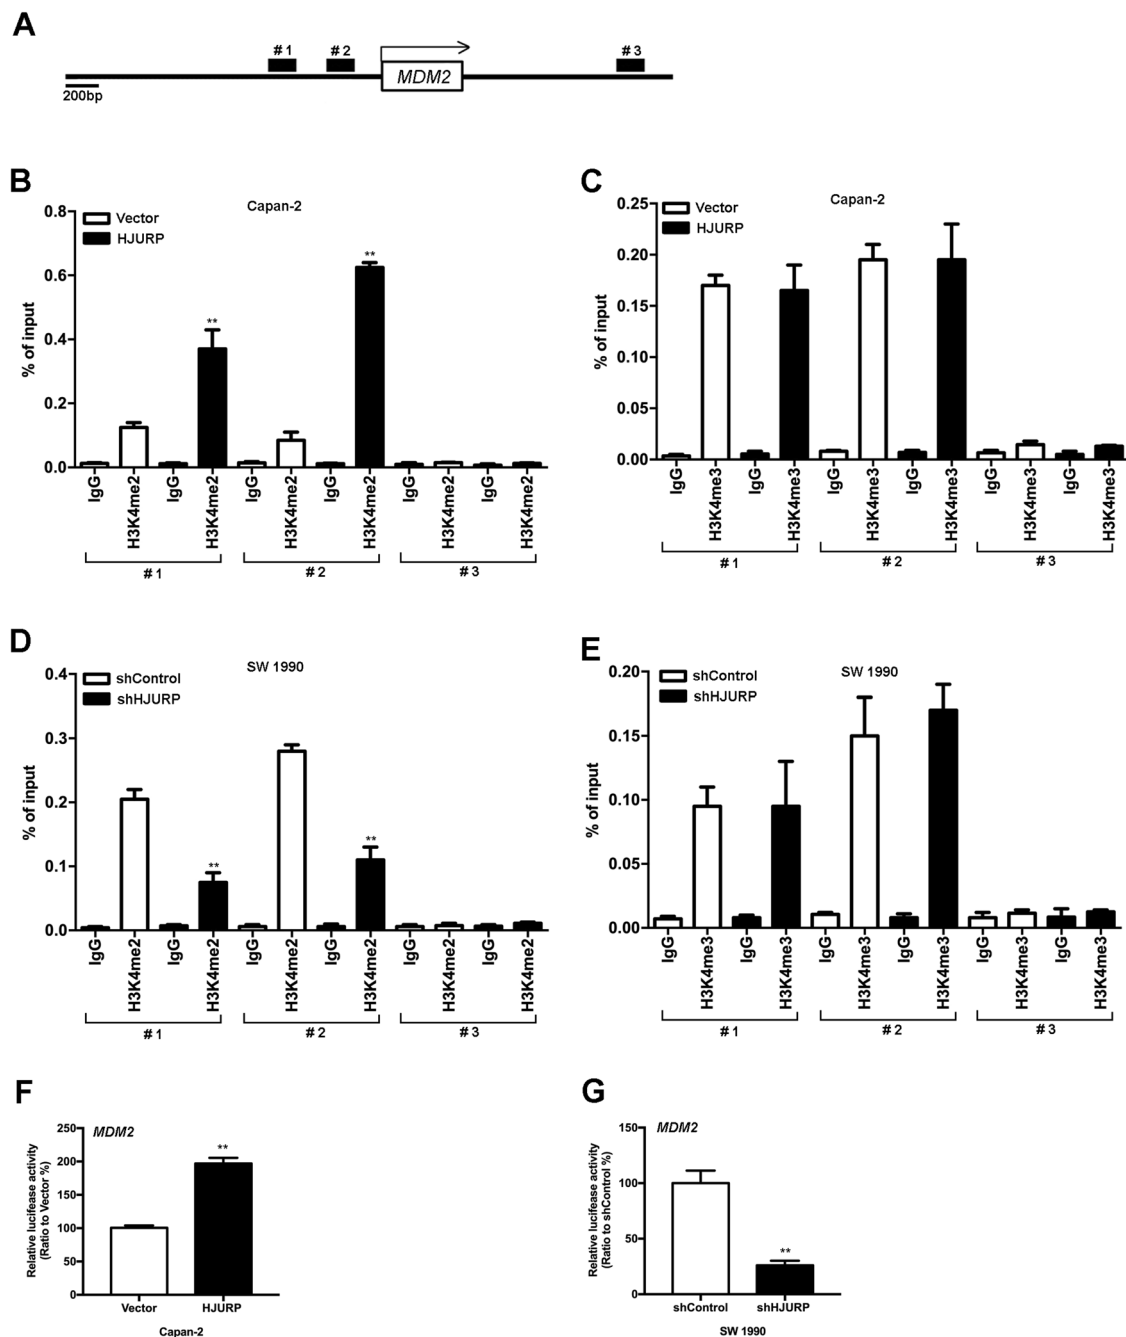 A
# 1 # 2 # 3
MDM2
200bp
B
Capan-2
Vector
HJURP
% of input
0.8
0.6
0.4
0.2
0.0
**
**
IgG H3K4me2 IgG H3K4me2 IgG H3K4me2 IgG H3K4me2 IgG H3K4me2 IgG H3K4me2
# 1 # 2 # 3
C
Capan-2
Vector
HJURP
% of input
0.25
0.20
0.15
0.10
0.05
0.00
IgG H3K4me3 IgG H3K4me3 IgG H3K4me3 IgG H3K4me3 IgG H3K4me3 IgG H3K4me3
# 1 # 2 # 3
D
SW 1990
shControl
shHJURP
% of input
0.4
0.3
0.2
0.1
0.0
**
**
IgG H3K4me2 IgG H3K4me2 IgG H3K4me2 IgG H3K4me2 IgG H3K4me2 IgG H3K4me2
# 1 # 2 # 3
E
SW 1990
shControl
shHJURP
% of input
0.20
0.15
0.10
0.05
0.00
IgG H3K4me3 IgG H3K4me3 IgG H3K4me3 IgG H3K4me3 IgG H3K4me3 IgG H3K4me3
# 1 # 2 # 3
F
MDM2
Relative lucifease activity
(Ratio to Vector %)
250
200
150
100
50
0
**
Vector HJURP
Capan-2
G
MDM2
Relative lucifease activity
(Ratio to shControl %)
150
100
50
0
**
shControl shHJURP
SW 1990